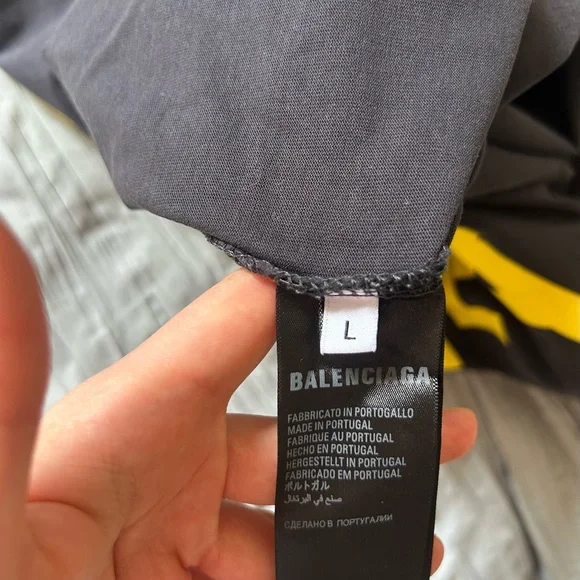 L
BALENCIAGA
FABBRICATO IN PORTOGALLO
MADE IN PORTUGAL
FABRIQUE AU PORTUGAL
HECHO EN PORTUGAL
HERGESTELLT IN PORTUGAL
FABRICADO EM PORTUGAL
ポルトガル
صنع في البرتغال
СДЕЛАНО В ПОРТУГАЛИИ